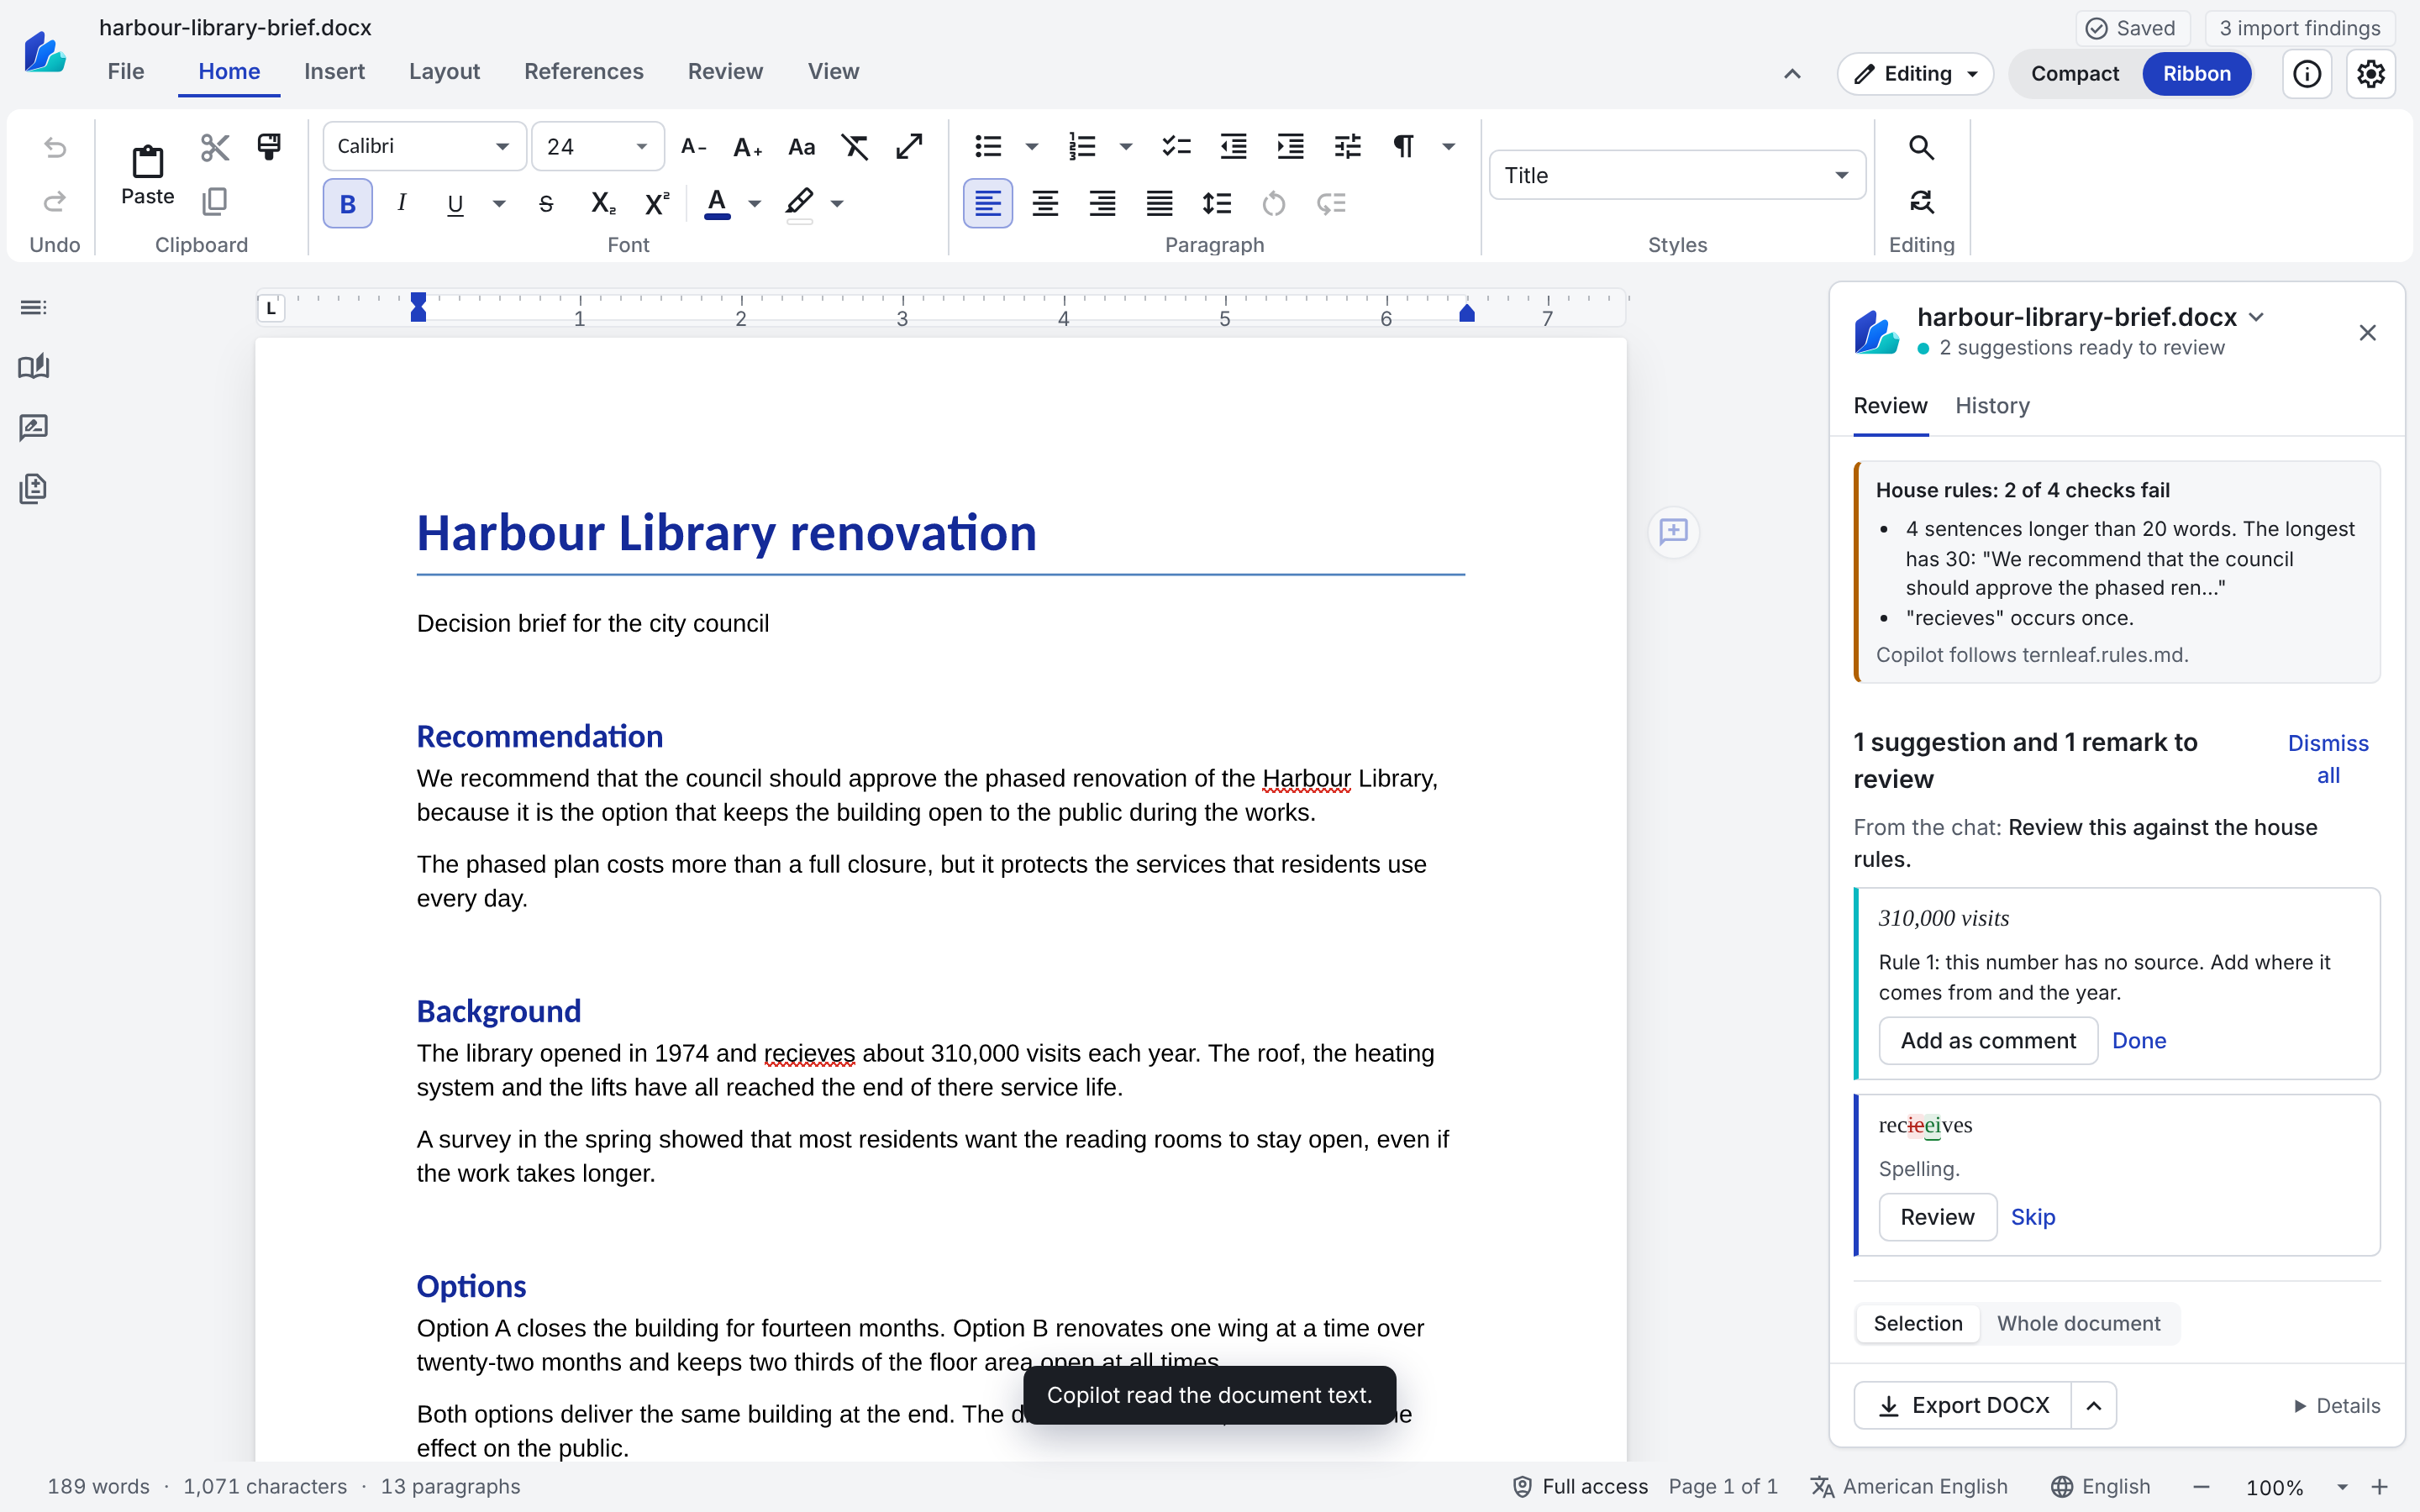 harbour-library-brief.docx
Saved
3 import findings
File Home Insert Layout References Review View
Editing
Compact Ribbon
Paste
Calibri
24
A- A+ Aa
B I U S X₂ X²  A
Title
Undo Clipboard Font Paragraph Styles Editing
L 1 2 3 4 5 6 7
Harbour Library renovation
Decision brief for the city council
Recommendation
We recommend that the council should approve the phased renovation of the Harbour Library,
because it is the option that keeps the building open to the public during the works.
The phased plan costs more than a full closure, but it protects the services that residents use
every day.
Background
The library opened in 1974 and recieves about 310,000 visits each year. The roof, the heating
system and the lifts have all reached the end of there service life.
A survey in the spring showed that most residents want the reading rooms to stay open, even if
the work takes longer.
Options
Option A closes the building for fourteen months. Option B renovates one wing at a time over
twenty-two months and keeps two thirds of the floor area open at all times.
Both options deliver the same building at the end. The
effect on the public.
Copilot read the document text.
harbour-library-brief.docx
2 suggestions ready to review
Review History
House rules: 2 of 4 checks fail
• 4 sentences longer than 20 words. The longest
has 30: "We recommend that the council
should approve the phased ren..."
• "recieves" occurs once.
Copilot follows ternleaf.rules.md.
1 suggestion and 1 remark to
review
Dismiss
all
From the chat: Review this against the house
rules.
310,000 visits
Rule 1: this number has no source. Add where it
comes from and the year.
Add as comment Done
recieeives
Spelling.
Review Skip
Selection Whole document
Export DOCX Details
189 words · 1,071 characters · 13 paragraphs
Full access Page 1 of 1 American English English 100%